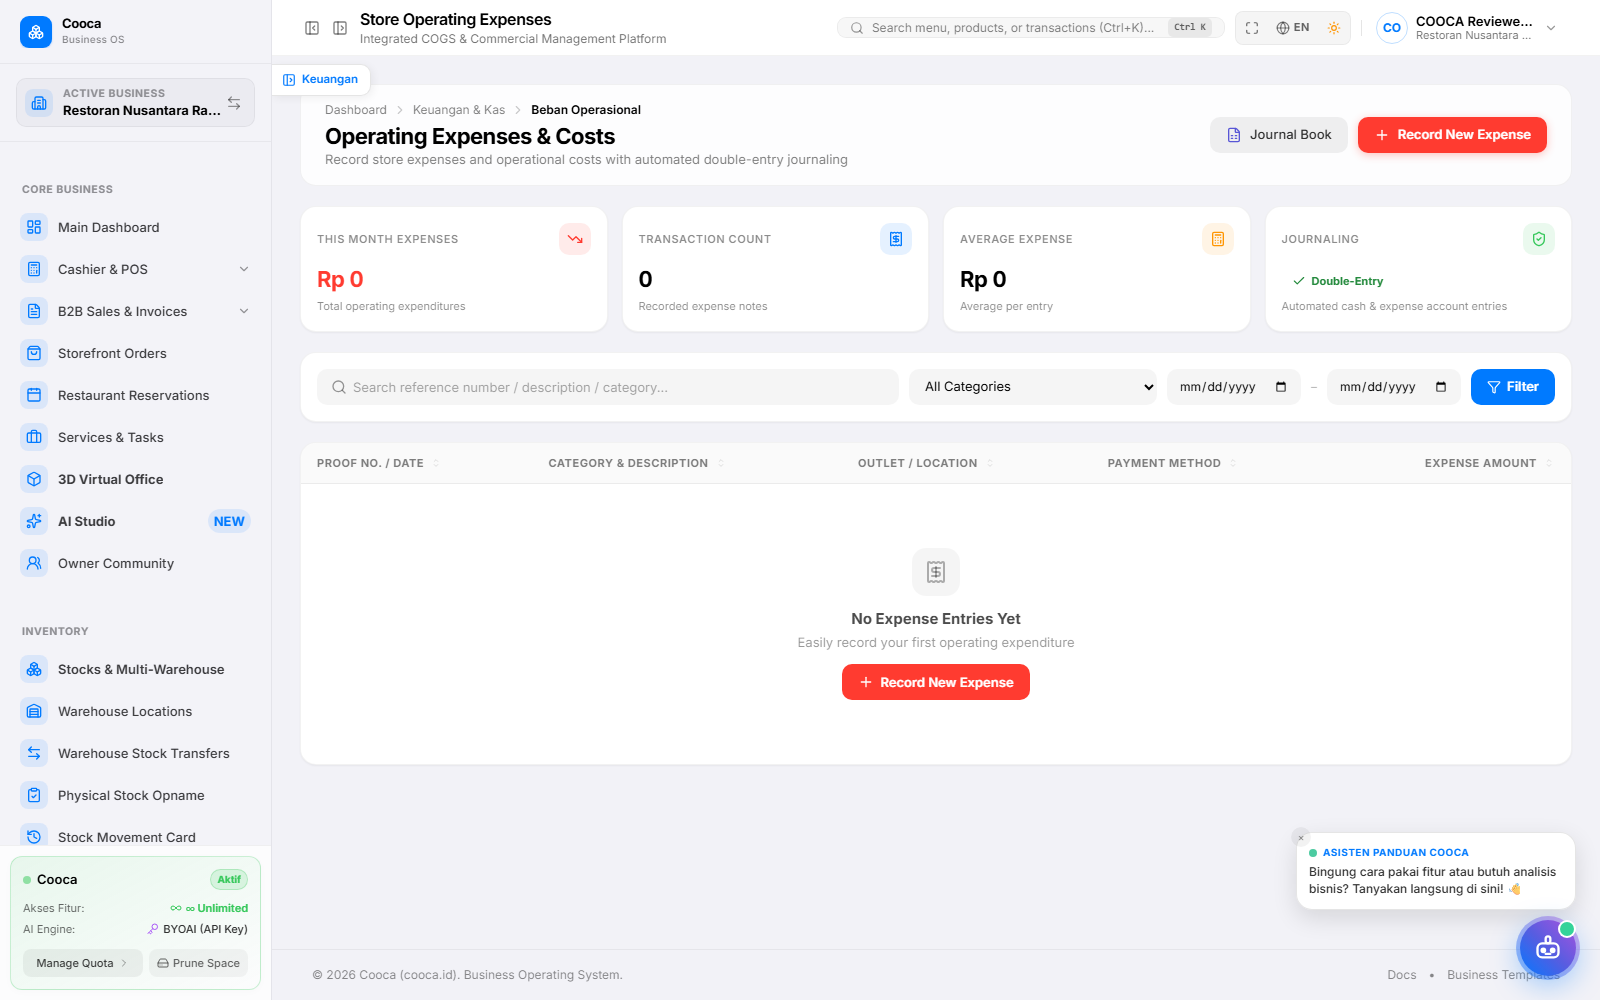 Cooca
Business OS
ACTIVE BUSINESS
Restoran Nusantara Ra...
CORE BUSINESS
Main Dashboard
Cashier & POS
B2B Sales & Invoices
Storefront Orders
Restaurant Reservations
Services & Tasks
3D Virtual Office
AI Studio NEW
Owner Community
INVENTORY
Stocks & Multi-Warehouse
Warehouse Locations
Warehouse Stock Transfers
Physical Stock Opname
Stock Movement Card
Cooca Aktif
Akses Fitur: ∞ ∞ Unlimited
AI Engine: BYOAI (API Key)
Manage Quota Prune Space
Store Operating Expenses
Integrated COGS & Commercial Management Platform
Search menu, products, or transactions (Ctrl+K)... Ctrl K
EN
CO
COOCA Reviewe...
Restoran Nusantara ...
Keuangan
Dashboard Keuangan & Kas Beban Operasional
Operating Expenses & Costs
Record store expenses and operational costs with automated double-entry journaling
Journal Book Record New Expense
THIS MONTH EXPENSES
Rp 0
Total operating expenditures
TRANSACTION COUNT
0
Recorded expense notes
AVERAGE EXPENSE
Rp 0
Average per entry
JOURNALING
Double-Entry
Automated cash & expense account entries
Search reference number / description / category... All Categories mm/dd/yyyy – mm/dd/yyyy Filter
PROOF NO. / DATE CATEGORY & DESCRIPTION OUTLET / LOCATION PAYMENT METHOD EXPENSE AMOUNT
No Expense Entries Yet
Easily record your first operating expenditure
Record New Expense
ASISTEN PANDUAN COOCA
Bingung cara pakai fitur atau butuh analisis
bisnis? Tanyakan langsung di sini! 👋
© 2026 Cooca (cooca.id). Business Operating System.
Docs • Business Templates